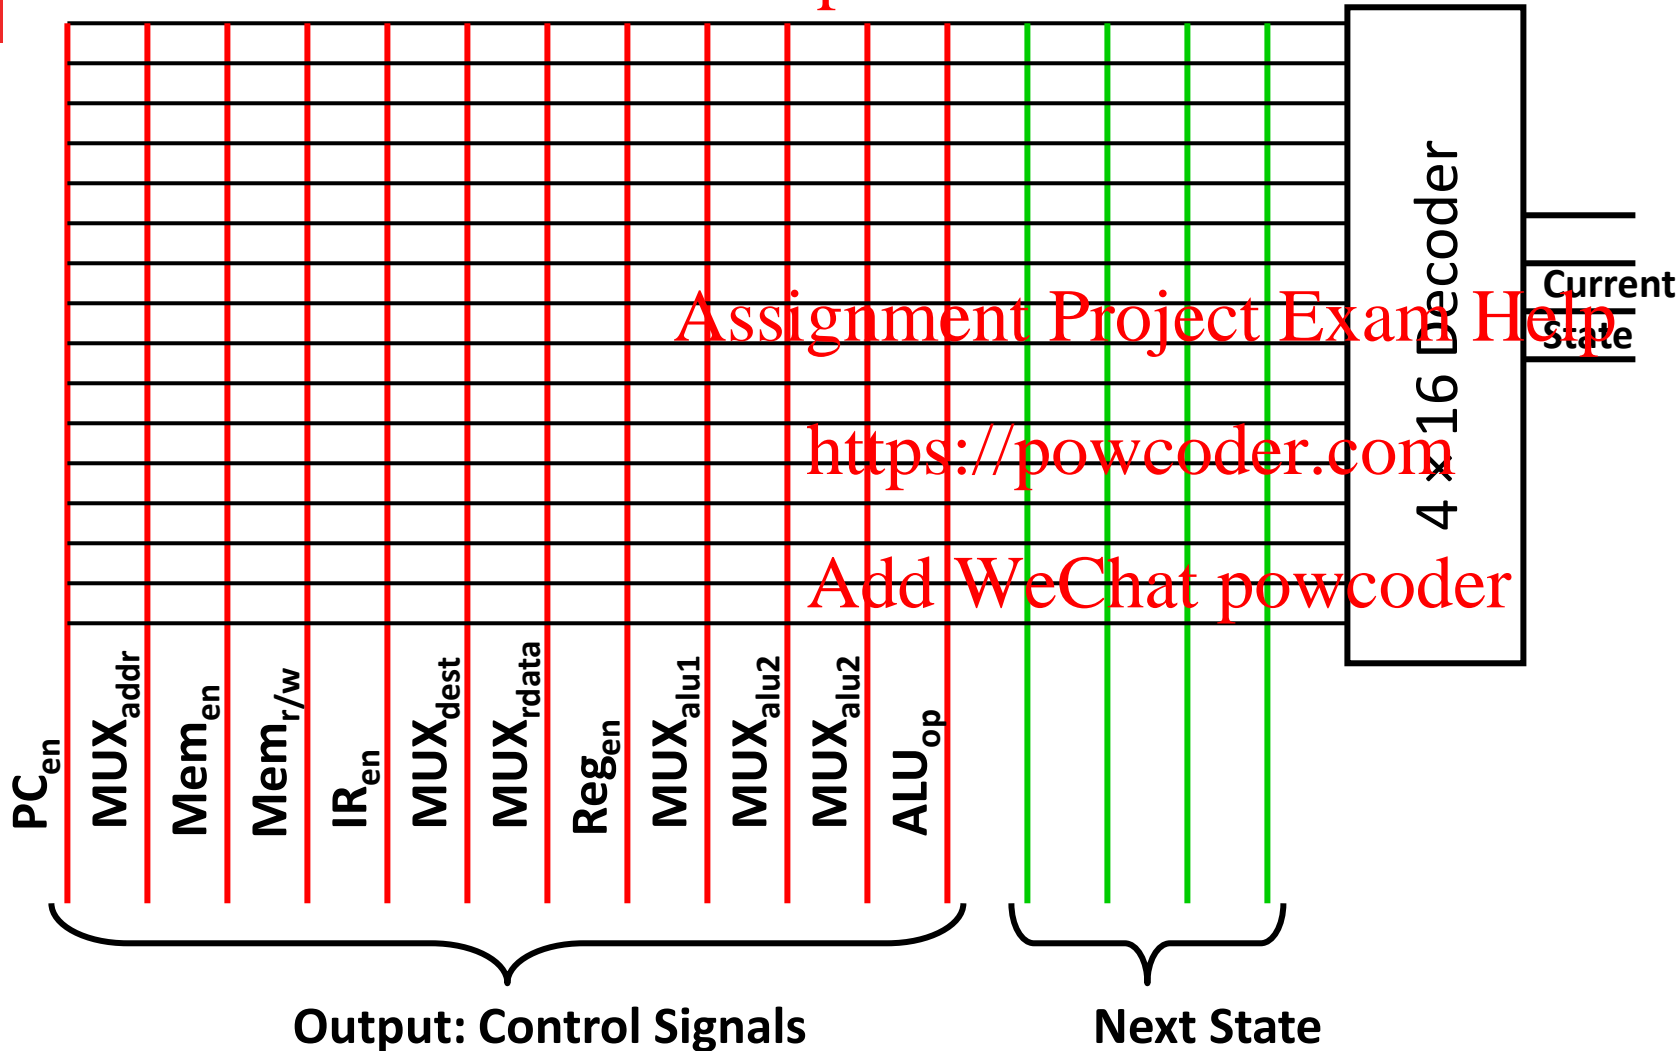 4 x 16 Decoder
Current
State
Assignment Project Exam Help
https://powcoder.com
Add WeChat powcoder
PCen
MUXaddr
Memen
Memr/w
IRen
MUXdest
MUXrdata
Regen
MUXalu1
MUXalu2
MUXalu2
ALUop
Output: Control Signals
Next State